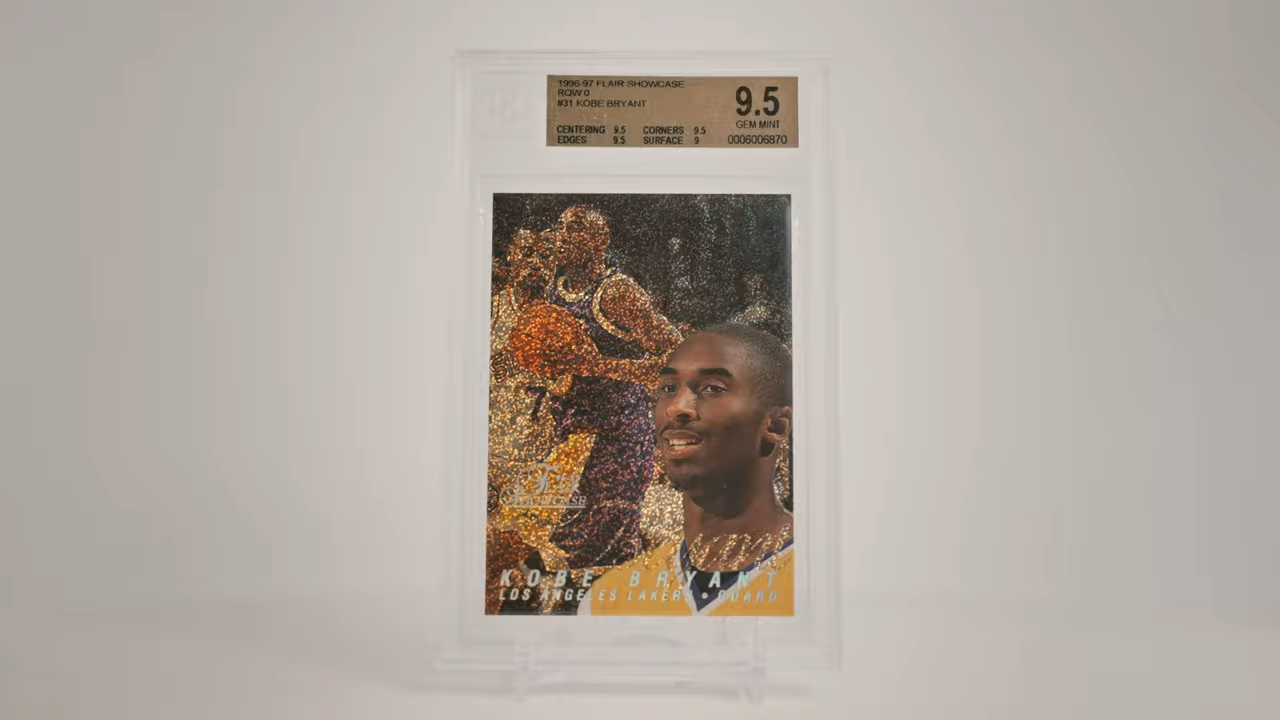 1996-97 FLAIR SHOWCASE
ROW 0
#31 KOBE BRYANT
9.5
GEM MINT
CENTERING 9.5 CORNERS 9.5
EDGES 9.5 SURFACE 9
0006006870
SHOWCASE
KOBE BRYANT
LOS ANGELES LAKERS • GUARD